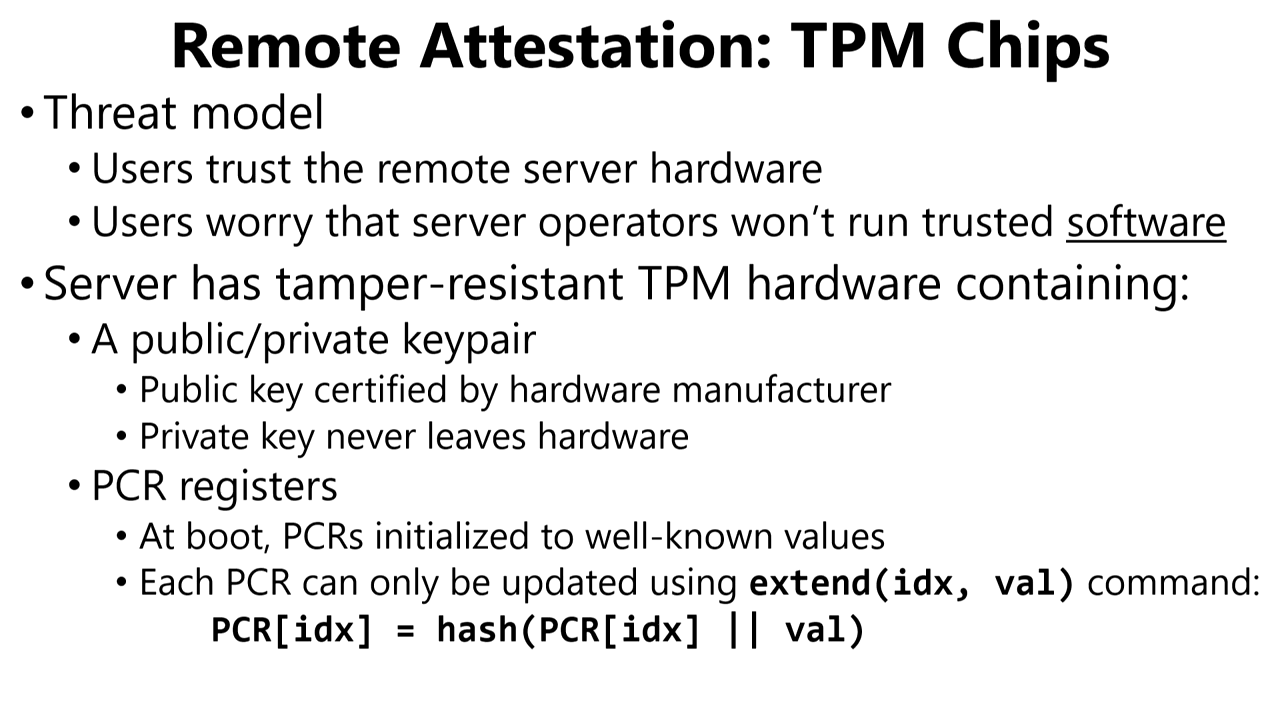 Remote Attestation: TPM Chips
• Threat model
• Users trust the remote server hardware
• Users worry that server operators won’t run trusted software
• Server has tamper-resistant TPM hardware containing:
• A public/private keypair
• Public key certified by hardware manufacturer
• Private key never leaves hardware
• PCR registers
• At boot, PCRs initialized to well-known values
• Each PCR can only be updated using extend(idx, val) command:
PCR[idx] = hash(PCR[idx] || val)